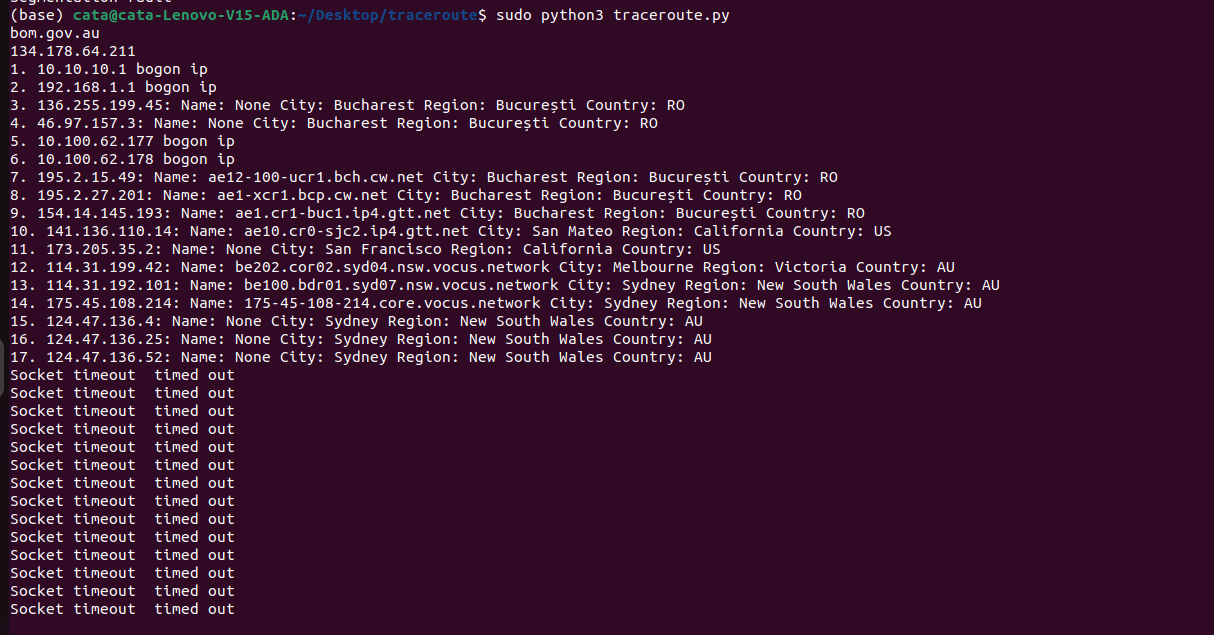 (base) cata@cata-Lenovo-V15-ADA:~/Desktop/traceroute$ sudo python3 traceroute.py
bom.gov.au
134.178.64.211
1. 10.10.10.1 bogon ip
2. 192.168.1.1 bogon ip
3. 136.255.199.45: Name: None City: Bucharest Region: București Country: RO
4. 46.97.157.3: Name: None City: Bucharest Region: București Country: RO
5. 10.100.62.177 bogon ip
6. 10.100.62.178 bogon ip
7. 195.2.15.49: Name: ae12-100-ucr1.bch.cw.net City: Bucharest Region: București Country: RO
8. 195.2.27.201: Name: ae1-xcr1.bcp.cw.net City: Bucharest Region: București Country: RO
9. 154.14.145.193: Name: ae1.cr1-buc1.ip4.gtt.net City: Bucharest Region: București Country: RO
10. 141.136.110.14: Name: ae10.cr0-sjc2.ip4.gtt.net City: San Mateo Region: California Country: US
11. 173.205.35.2: Name: None City: San Francisco Region: California Country: US
12. 114.31.199.42: Name: be202.cor02.syd04.nsw.vocus.network City: Melbourne Region: Victoria Country: AU
13. 114.31.192.101: Name: be100.bdr01.syd07.nsw.vocus.network City: Sydney Region: New South Wales Country: AU
14. 175.45.108.214: Name: 175-45-108-214.core.vocus.network City: Sydney Region: New South Wales Country: AU
15. 124.47.136.4: Name: None City: Sydney Region: New South Wales Country: AU
16. 124.47.136.25: Name: None City: Sydney Region: New South Wales Country: AU
17. 124.47.136.52: Name: None City: Sydney Region: New South Wales Country: AU
Socket timeout  timed out
Socket timeout  timed out
Socket timeout  timed out
Socket timeout  timed out
Socket timeout  timed out
Socket timeout  timed out
Socket timeout  timed out
Socket timeout  timed out
Socket timeout  timed out
Socket timeout  timed out
Socket timeout  timed out
Socket timeout  timed out
Socket timeout  timed out
Socket timeout  timed out